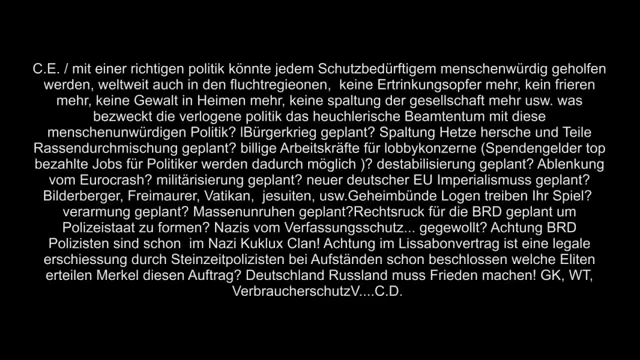 C.E. / mit einer richtigen politik könnte jedem Schutzbedürftigem menschenwürdig geholfen
werden, weltweit auch in den fluchtregieonen,  keine Ertrinkungsopfer mehr, kein frieren
mehr, keine Gewalt in Heimen mehr, keine spaltung der gesellschaft mehr usw. was
bezweckt die verlogene politik das heuchlerische Beamtentum mit diese
menschenunwürdigen Politik? lBürgerkrieg geplant? Spaltung Hetze hersche und Teile
Rassendurchmischung geplant? billige Arbeitskräfte für lobbykonzerne (Spendengelder top
bezahlte Jobs für Politiker werden dadurch möglich )? destabilisierung geplant? Ablenkung
vom Eurocrash? militärisierung geplant? neuer deutscher EU Imperialismuss geplant?
Bilderberger, Freimaurer, Vatikan,  jesuiten, usw.Geheimbünde Logen treiben Ihr Spiel?
verarmung geplant? Massenunruhen geplant?Rechtsruck für die BRD geplant um
Polizeistaat zu formen? Nazis vom Verfassungsschutz... gegewollt? Achtung BRD
Polizisten sind schon  im Nazi Kuklux Clan! Achtung im Lissabonvertrag ist eine legale
erschiessung durch Steinzeitpolizisten bei Aufständen schon beschlossen welche Eliten
erteilen Merkel diesen Auftrag? Deutschland Russland muss Frieden machen! GK, WT,
VerbraucherschutzV....C.D.